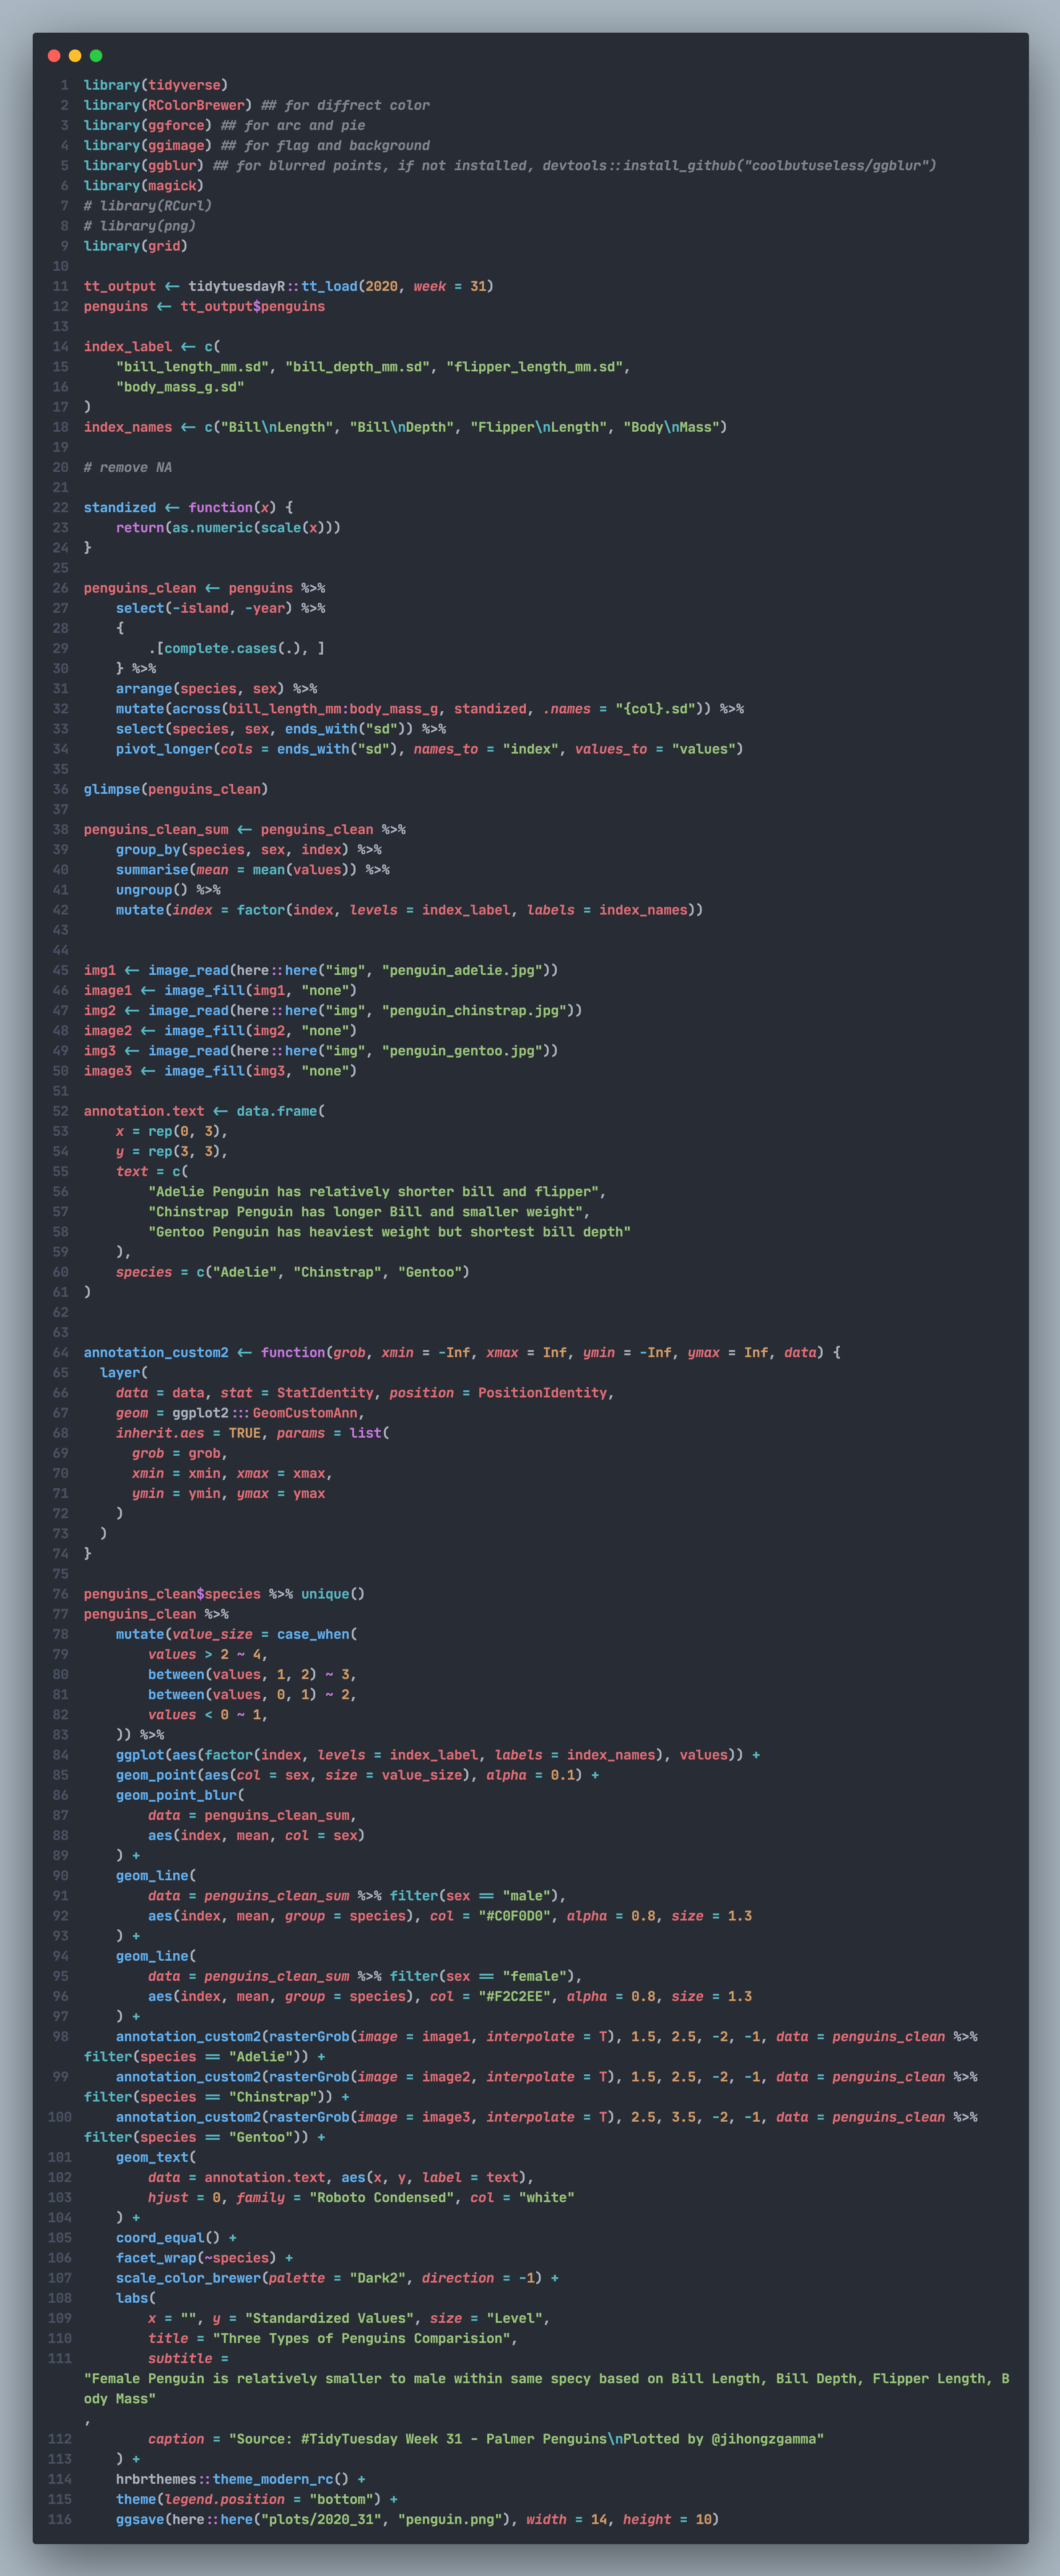 1 library(tidyverse)
2 library(RColorBrewer) ## for diffrect color
3 library(ggforce) ## for arc and pie
4 library(ggimage) ## for flag and background
5 library(ggblur) ## for blurred points, if not installed, devtools::install_github("coolbutuseless/ggblur")
6 library(magick)
7 # library(RCurl)
8 # library(png)
9 library(grid)
10
11 tt_output <- tidytuesdayR::tt_load(2020, week = 31)
12 penguins <- tt_output$penguins
13
14 index_label <- c(
15     "bill_length_mm.sd", "bill_depth_mm.sd", "flipper_length_mm.sd",
16     "body_mass_g.sd"
17 )
18 index_names <- c("Bill\nLength", "Bill\nDepth", "Flipper\nLength", "Body\nMass")
19
20 # remove NA
21
22 standized <- function(x) {
23     return(as.numeric(scale(x)))
24 }
25
26 penguins_clean <- penguins %>%
27     select(-island, -year) %>%
28     {
29         .[complete.cases(.), ]
30     } %>%
31     arrange(species, sex) %>%
32     mutate(across(bill_length_mm:body_mass_g, standized, .names = "{col}.sd")) %>%
33     select(species, sex, ends_with("sd")) %>%
34     pivot_longer(cols = ends_with("sd"), names_to = "index", values_to = "values")
35
36 glimpse(penguins_clean)
37
38 penguins_clean_sum <- penguins_clean %>%
39     group_by(species, sex, index) %>%
40     summarise(mean = mean(values)) %>%
41     ungroup() %>%
42     mutate(index = factor(index, levels = index_label, labels = index_names))
43
44
45 img1 <- image_read(here::here("img", "penguin_adelie.jpg"))
46 image1 <- image_fill(img1, "none")
47 img2 <- image_read(here::here("img", "penguin_chinstrap.jpg"))
48 image2 <- image_fill(img2, "none")
49 img3 <- image_read(here::here("img", "penguin_gentoo.jpg"))
50 image3 <- image_fill(img3, "none")
51
52 annotation.text <- data.frame(
53     x = rep(0, 3),
54     y = rep(3, 3),
55     text = c(
56         "Adelie Penguin has relatively shorter bill and flipper",
57         "Chinstrap Penguin has longer Bill and smaller weight",
58         "Gentoo Penguin has heaviest weight but shortest bill depth"
59     ),
60     species = c("Adelie", "Chinstrap", "Gentoo")
61 )
62
63
64 annotation_custom2 <- function(grob, xmin = -Inf, xmax = Inf, ymin = -Inf, ymax = Inf, data) {
65   layer(
66     data = data, stat = StatIdentity, position = PositionIdentity,
67     geom = ggplot2:::GeomCustomAnn,
68     inherit.aes = TRUE, params = list(
69       grob = grob,
70       xmin = xmin, xmax = xmax,
71       ymin = ymin, ymax = ymax
72     )
73   )
74 }
75
76 penguins_clean$species %>% unique()
77 penguins_clean %>%
78     mutate(value_size = case_when(
79         values > 2 ~ 4,
80         between(values, 1, 2) ~ 3,
81         between(values, 0, 1) ~ 2,
82         values < 0 ~ 1,
83     )) %>%
84     ggplot(aes(factor(index, levels = index_label, labels = index_names), values)) +
85     geom_point(aes(col = sex, size = value_size), alpha = 0.1) +
86     geom_point_blur(
87         data = penguins_clean_sum,
88         aes(index, mean, col = sex)
89     ) +
90     geom_line(
91         data = penguins_clean_sum %>% filter(sex == "male"),
92         aes(index, mean, group = species), col = "#C0F0D0", alpha = 0.8, size = 1.3
93     ) +
94     geom_line(
95         data = penguins_clean_sum %>% filter(sex == "female"),
96         aes(index, mean, group = species), col = "#F2C2EE", alpha = 0.8, size = 1.3
97     ) +
98     annotation_custom2(rasterGrob(image = image1, interpolate = T), 1.5, 2.5, -2, -1, data = penguins_clean %>%
filter(species == "Adelie")) +
99     annotation_custom2(rasterGrob(image = image2, interpolate = T), 1.5, 2.5, -2, -1, data = penguins_clean %>%
filter(species == "Chinstrap")) +
100     annotation_custom2(rasterGrob(image = image3, interpolate = T), 2.5, 3.5, -2, -1, data = penguins_clean %>%
filter(species == "Gentoo")) +
101     geom_text(
102         data = annotation.text, aes(x, y, label = text),
103         hjust = 0, family = "Roboto Condensed", col = "white"
104     ) +
105     coord_equal() +
106     facet_wrap(~species) +
107     scale_color_brewer(palette = "Dark2", direction = -1) +
108     labs(
109         x = "", y = "Standardized Values", size = "Level",
110         title = "Three Types of Penguins Comparision",
111         subtitle =
"Female Penguin is relatively smaller to male within same specy based on Bill Length, Bill Depth, Flipper Length, B
ody Mass"
,
112         caption = "Source: #TidyTuesday Week 31 - Palmer Penguins\nPlotted by @jihongzgamma"
113     ) +
114     hrbrthemes::theme_modern_rc() +
115     theme(legend.position = "bottom") +
116     ggsave(here::here("plots/2020_31", "penguin.png"), width = 14, height = 10)